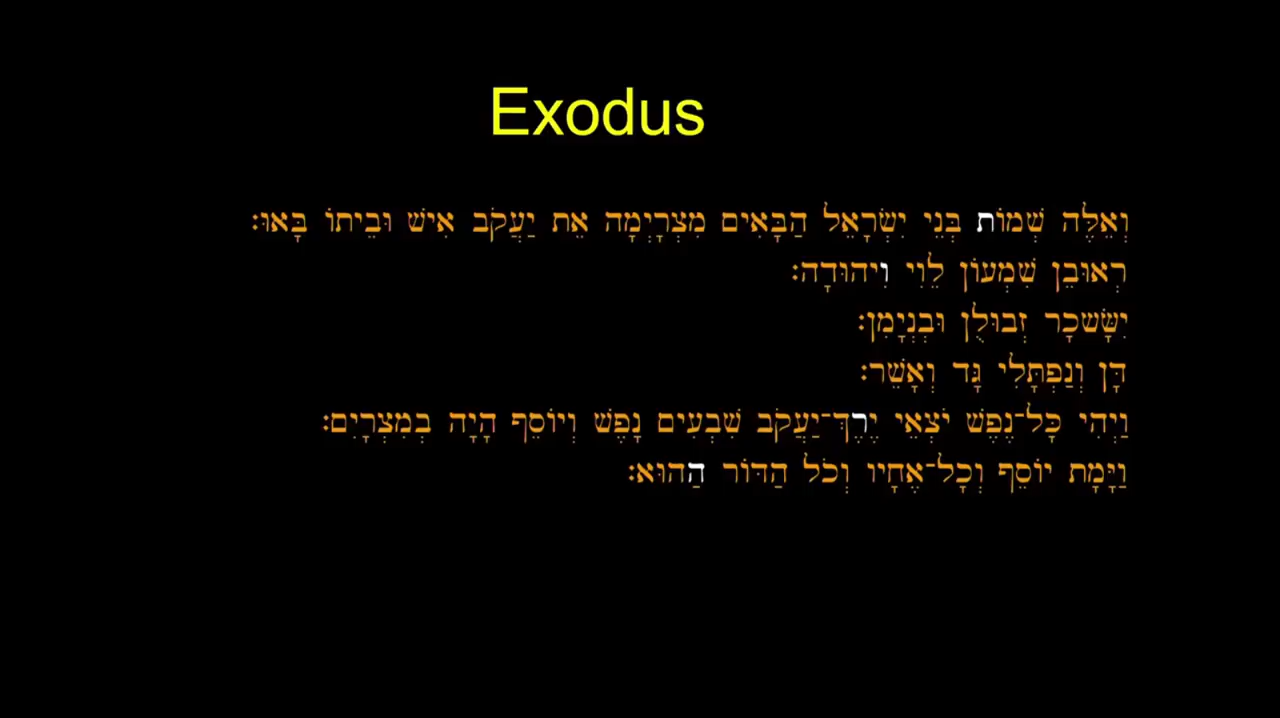 Exodus
וְאֵלֶּה שְׁמוֹת בְּנֵי יִשְׂרָאֵל הַבָּאִים מִצְרָיְמָה אֵת יַעֲקֹב אִישׁ וּבֵיתוֹ בָּאוּ׃
רְאוּבֵן שִׁמְעוֹן לֵוִי וִיהוּדָה׃
יִשָּׂשכָר זְבוּלֻן וּבְנְיָמִן׃
דָּן וְנַפְתָּלִי גָּד וְאָשֵׁר׃
וַיְהִי כָּל־נֶפֶשׁ יֹצְאֵי יֶרֶךְ־יַעֲקֹב שִׁבְעִים נָפֶשׁ וְיוֹסֵף הָיָה בְמִצְרָיִם׃
וַיָּמָת יוֹסֵף וְכָל־אֶחָיו וְכֹל הַדּוֹר הַהוּא׃